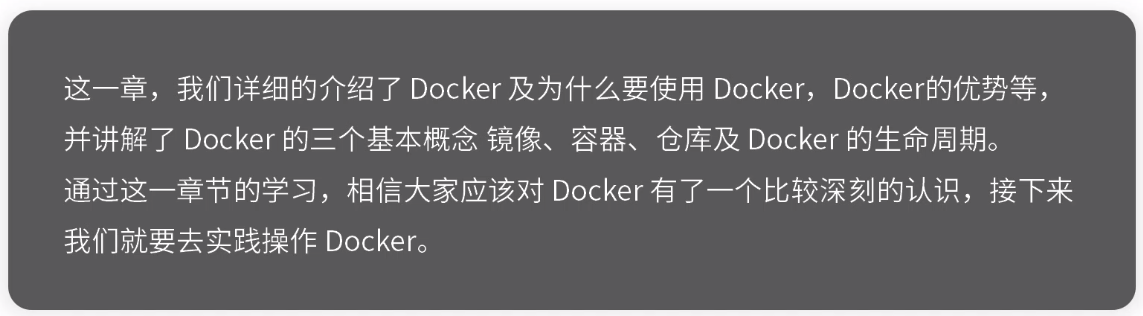 这一章，我们详细的介绍了 Docker 及为什么要使用 Docker，Docker的优势等，
并讲解了 Docker 的三个基本概念 镜像、容器、仓库及 Docker 的生命周期。
通过这一章节的学习，相信大家应该对 Docker 有了一个比较深刻的认识，接下来
我们就要去实践操作 Docker。